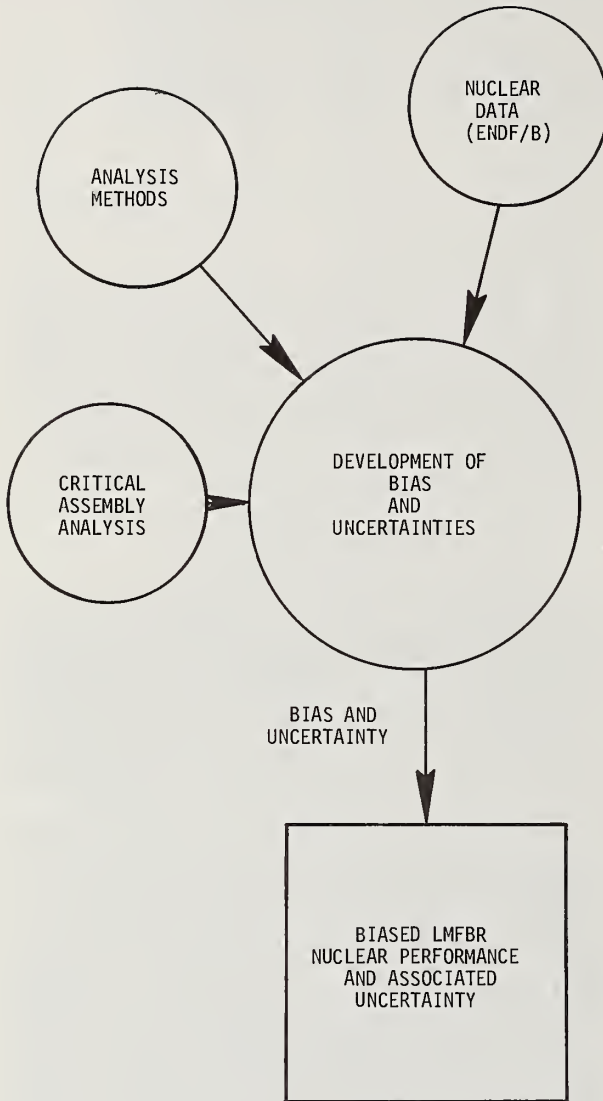 NUCLEAR
DATA
(ENDF/B)
ANALYSIS
METHODS
CRITICAL
ASSEMBLY
ANALYSIS
DEVELOPMENT OF
BIAS
AND
UNCERTAINTIES
BIAS AND
UNCERTAINTY
BIASED LMFBR
NUCLEAR PERFORMANCE
AND ASSOCIATED
UNCERTAINTY